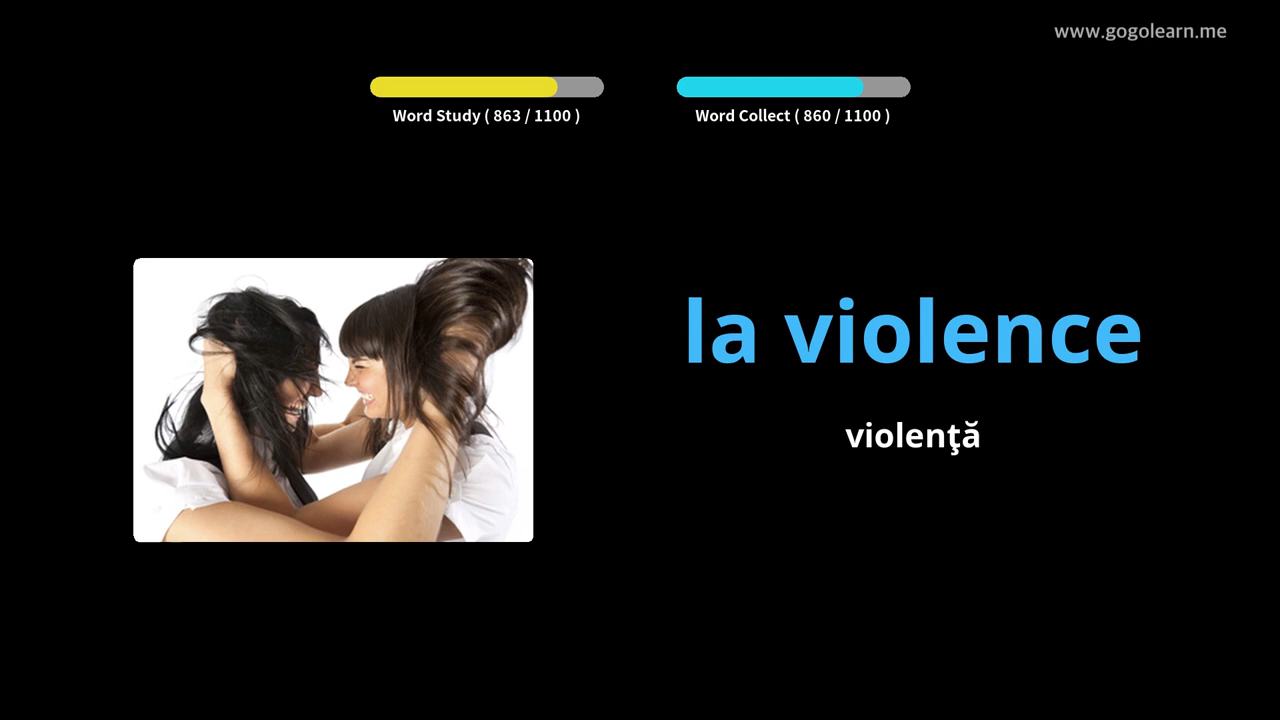 www.gogolearn.me
Word Study ( 863 / 1100 )
Word Collect ( 860 / 1100 )
la violence
violenţă